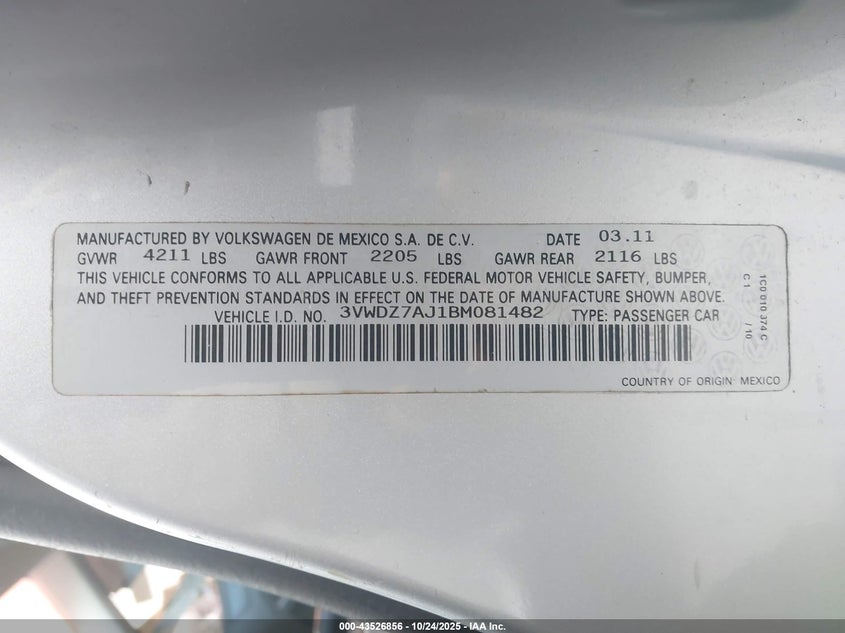 MANUFACTURED BY VOLKSWAGEN DE MEXICO S.A. DE C.V. DATE 03.11
GVWR 4211 LBS GAWR FRONT 2205 LBS GAWR REAR 2116 LBS
THIS VEHICLE CONFORMS TO ALL APPLICABLE U.S. FEDERAL MOTOR VEHICLE SAFETY, BUMPER,
AND THEFT PREVENTION STANDARDS IN EFFECT ON THE DATE OF MANUFACTURE SHOWN ABOVE.
VEHICLE I.D. NO. 3VWDZ7AJ1BM081482 TYPE: PASSENGER CAR
COUNTRY OF ORIGIN: MEXICO
1C0 010 374 C
C1 /10
000-43526856 - 10/24/2025 - IAA Inc.